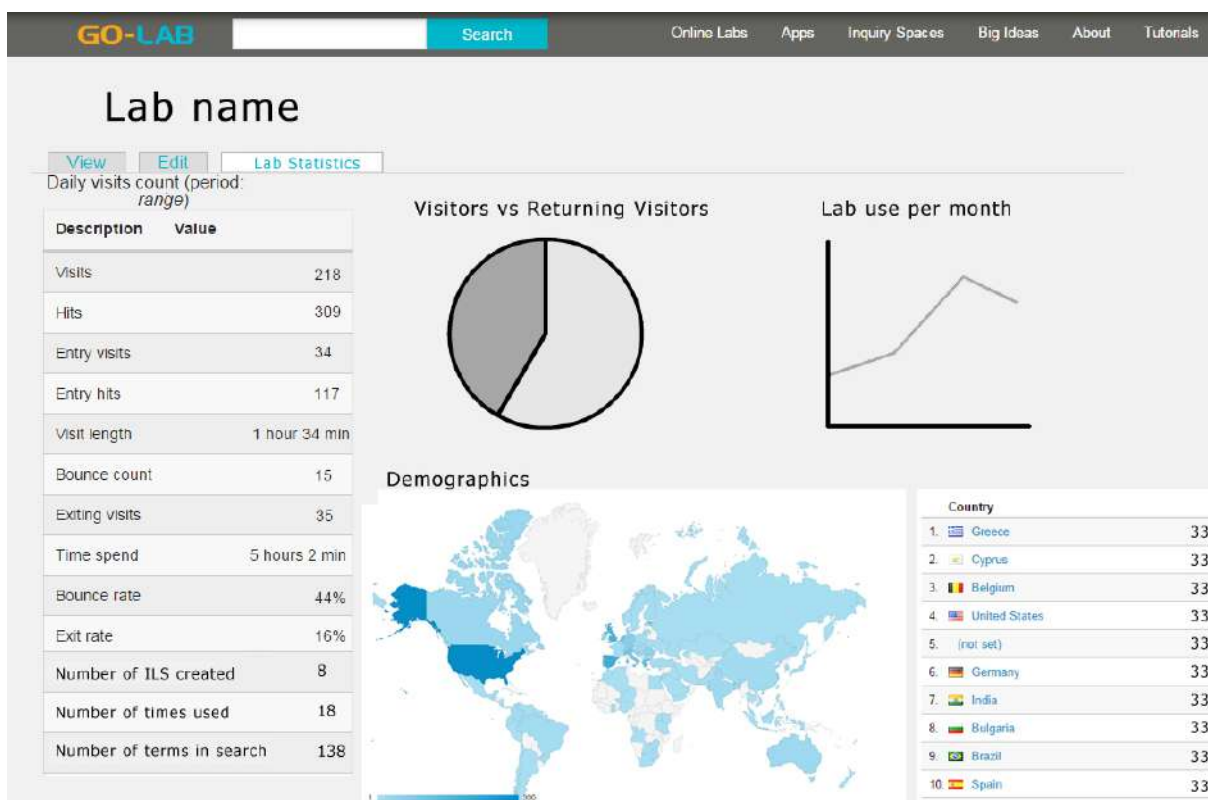 GO-LAB Search Online Labs Apps Inquiry Spaces Big Ideas About Tutorials
Lab name
View Edit Lab Statistics
Daily visits count (period:
range)
Description Value
Visits 218
Hits 309
Entry visits 34
Entry hits 117
Visit length 1 hour 34 min
Bounce count 15
Exiting visits 35
Time spend 5 hours 2 min
Bounce rate 44%
Exit rate 16%
Number of ILS created 8
Number of times used 18
Number of terms in search 138
Visitors vs Returning Visitors
Lab use per month
Demographics
1
Country
1. Greece 33
2. Cyprus 33
3. Belgium 33
4. United States 33
5. (not set) 33
6. Germany 33
7. India 33
8. Bulgaria 33
9. Brazil 33
10. Spain 33